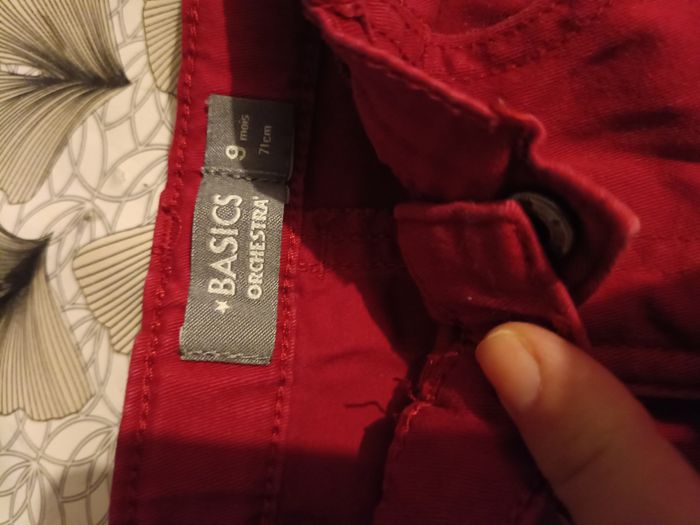 ★BASICS
ORCHESTRA
9 mois
71cm